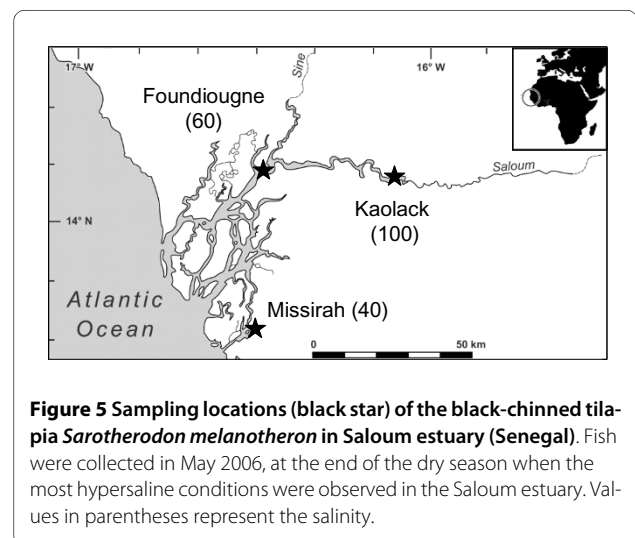 17° W
16° W
Sine
Foundiougne
(60)
Saloum
Kaolack
(100)
14° N
Atlantic
Ocean
Missirah (40)
0
50 km
Figure 5 Sampling locations (black star) of the black-chinned tila-
pia Sarotherodon melanotheron in Saloum estuary (Senegal). Fish
were collected in May 2006, at the end of the dry season when the
most hypersaline conditions were observed in the Saloum estuary. Val-
ues in parentheses represent the salinity.